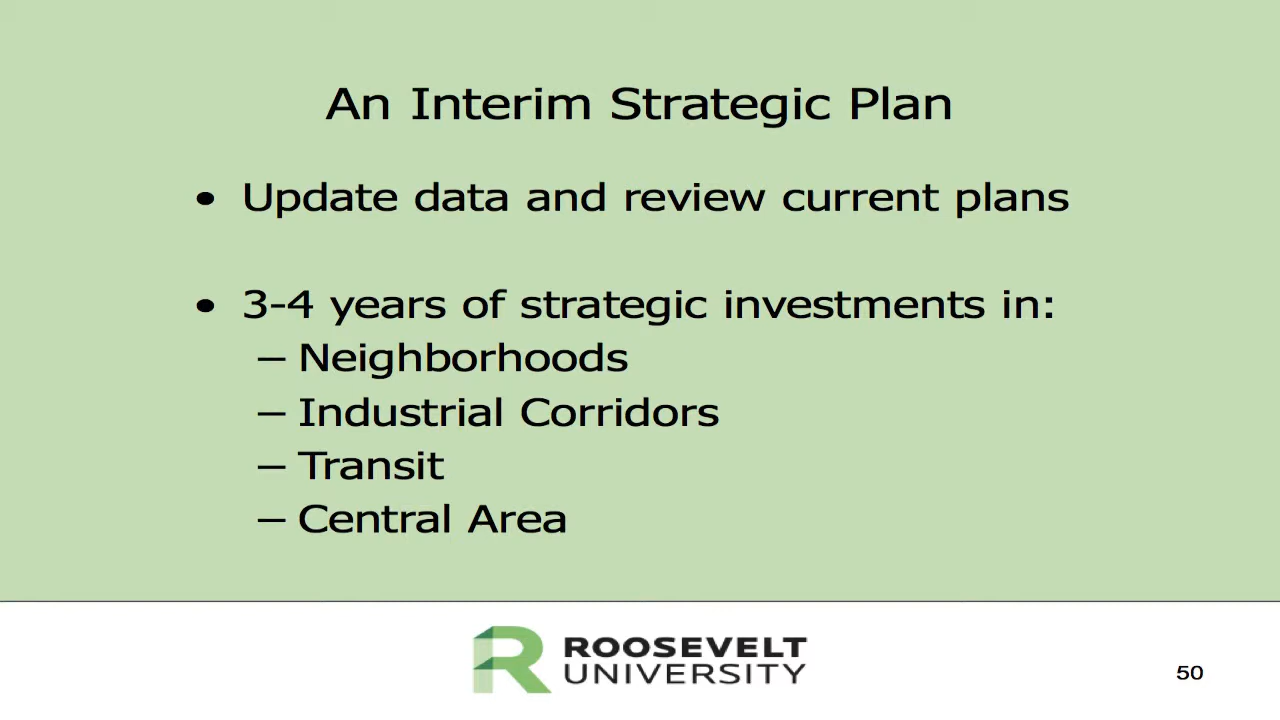 An Interim Strategic Plan
• Update data and review current plans
• 3-4 years of strategic investments in:
– Neighborhoods
– Industrial Corridors
– Transit
– Central Area
R ROOSEVELT
UNIVERSITY
50